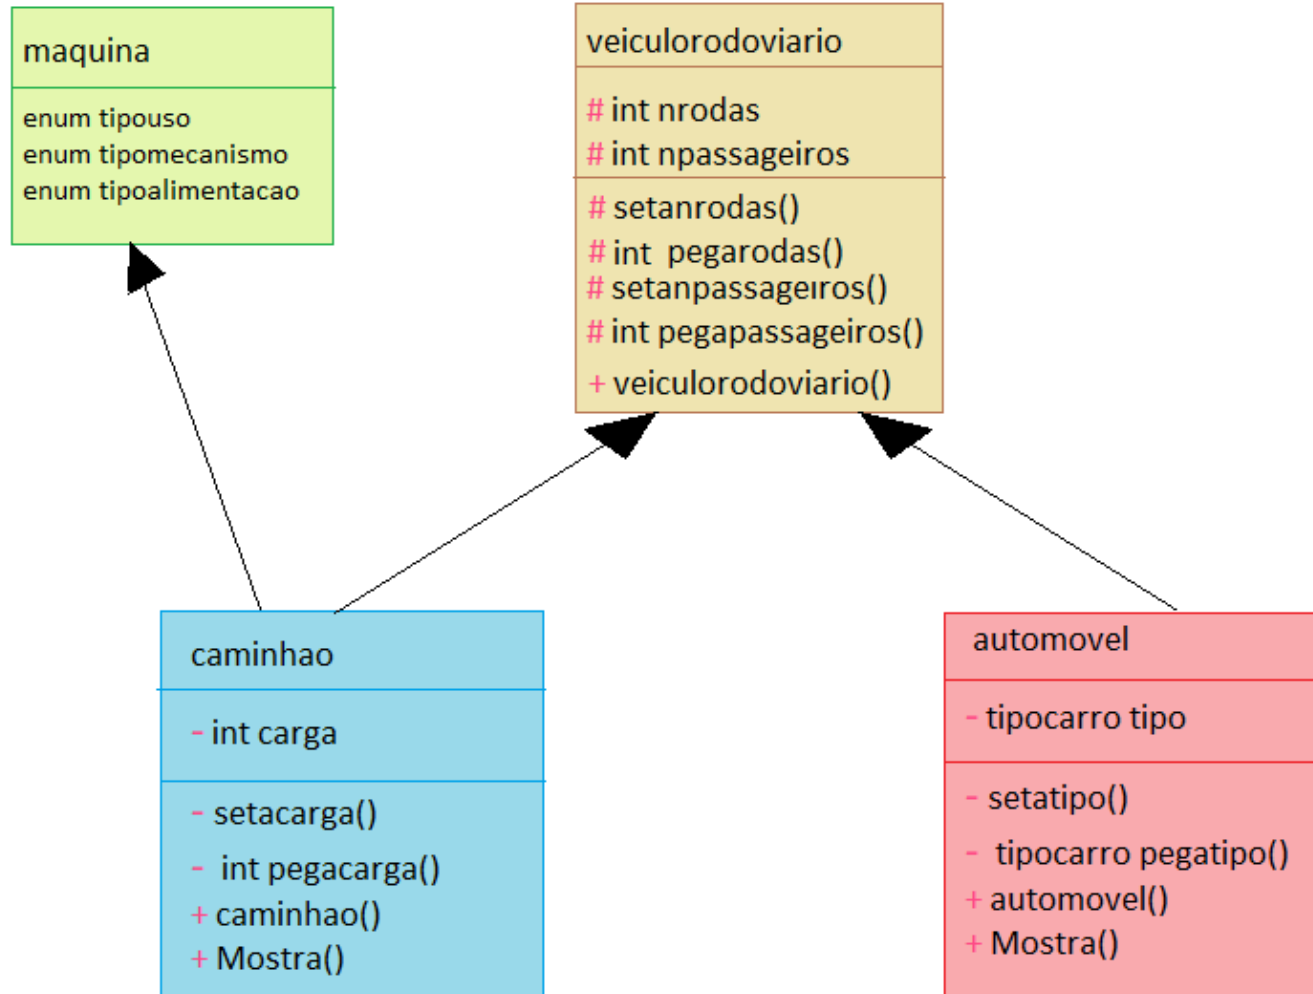 maquina
enum tipouso
enum tipomecanismo
enum tipoalimentacao
veiculorodoviario
# int nrodas
# int npassageiros
# setanrodas()
# int pegarodas()
# setanpassageiros()
# int pegapassageiros()
+ veiculorodoviario()
caminhao
- int carga
- setacarga()
- int pegacarga()
+ caminhao()
+ Mostra()
automovel
- tipocarro tipo
- setatipo()
- tipocarro pegatipo()
+ automovel()
+ Mostra()